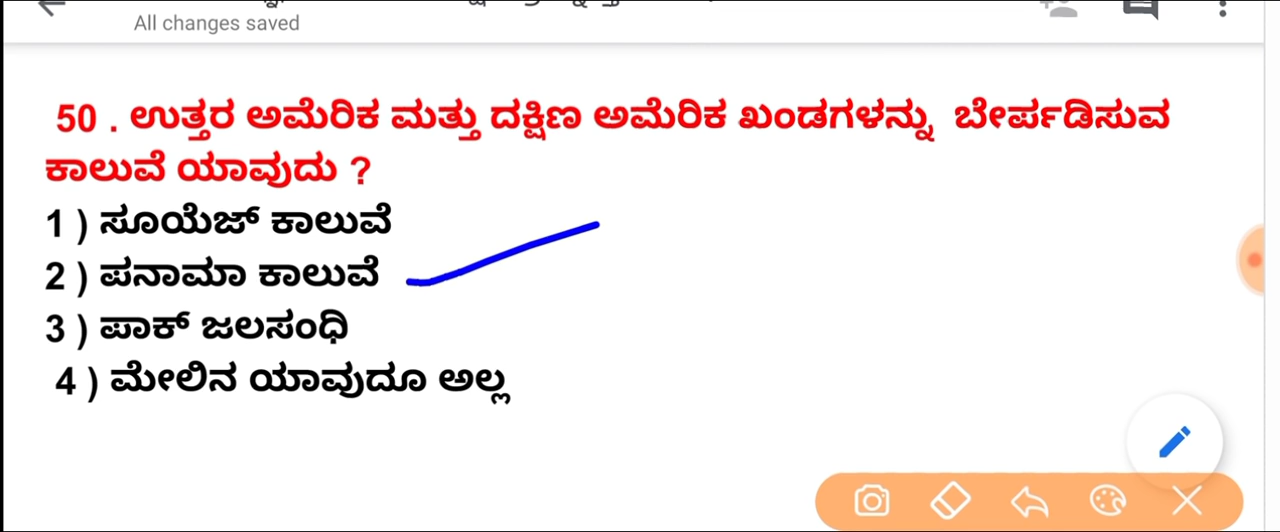 All changes saved
50 . ಉತ್ತರ ಅಮೆರಿಕ ಮತ್ತು ದಕ್ಷಿಣ ಅಮೆರಿಕ ಖಂಡಗಳನ್ನು ಬೇರ್ಪಡಿಸುವ
ಕಾಲುವೆ ಯಾವುದು ?
1 ) ಸೂಯೆಜ್ ಕಾಲುವೆ
2 ) ಪನಾಮಾ ಕಾಲುವೆ
3 ) ಪಾಕ್ ಜಲಸಂಧಿ
4 ) ಮೇಲಿನ ಯಾವುದೂ ಅಲ್ಲ